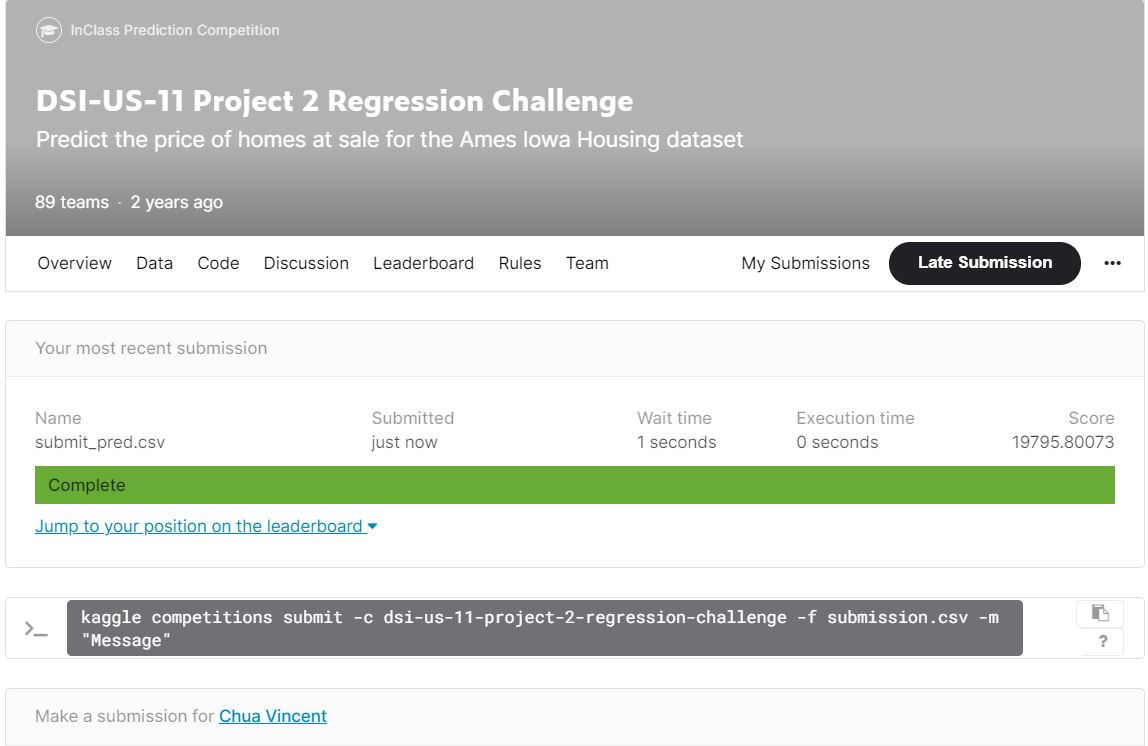 InClass Prediction Competition
DSI-US-11 Project 2 Regression Challenge
Predict the price of homes at sale for the Ames Iowa Housing dataset
89 teams · 2 years ago
Overview Data Code Discussion Leaderboard Rules Team My Submissions Late Submission ...
Your most recent submission
Name Submitted Wait time Execution time Score
submit_pred.csv just now 1 seconds 0 seconds 19795.80073
Complete
Jump to your position on the leaderboard
>_ kaggle competitions submit -c dsi-us-11-project-2-regression-challenge -f submission.csv -m
"Message"
?
Make a submission for Chua Vincent